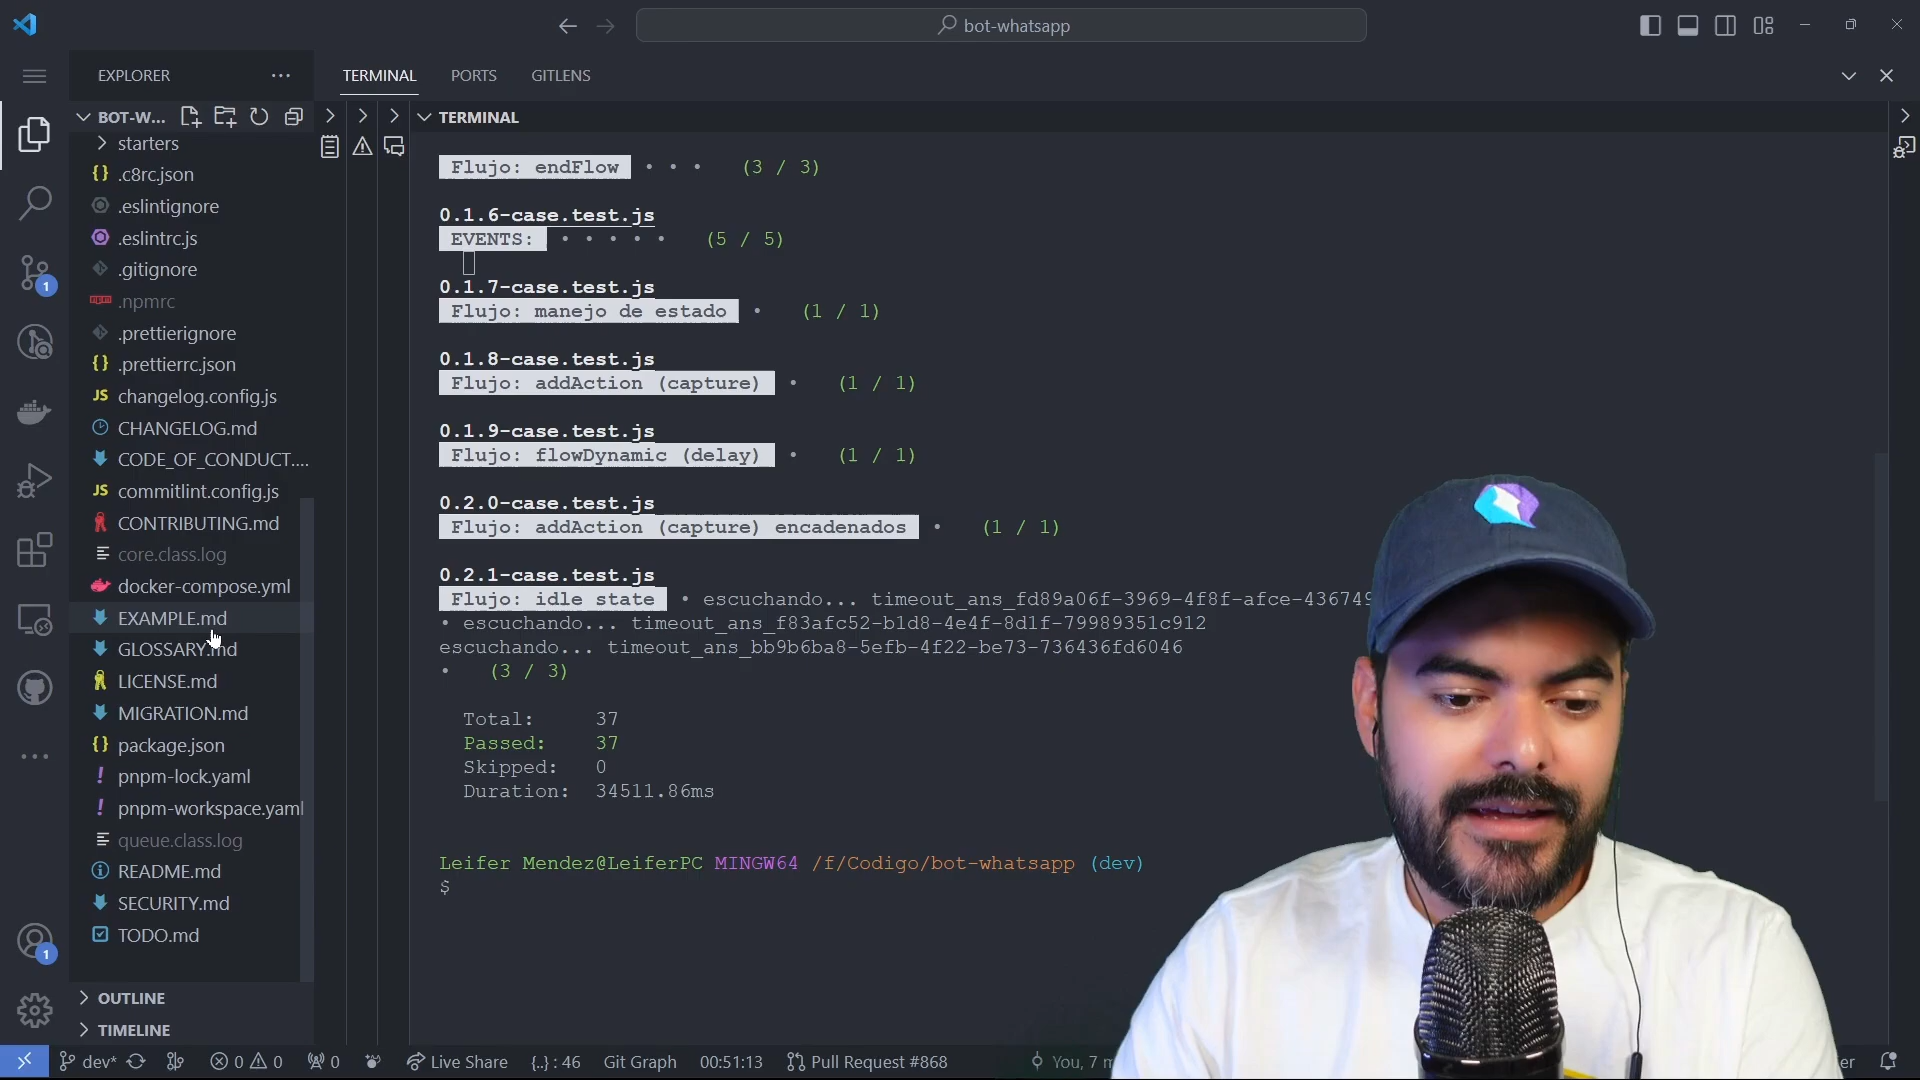 bot-whatsapp
EXPLORER
TERMINAL
PORTS
GITLENS
BOT-W...
TERMINAL
starters
.c8rc.json
.eslintignore
.eslintrc.js
.gitignore
.npmrc
.prettierignore
.prettierrc.json
changelog.config.js
CHANGELOG.md
CODE_OF_CONDUCT....
commitlint.config.js
CONTRIBUTING.md
core.class.log
docker-compose.yml
EXAMPLE.md
GLOSSARY.md
LICENSE.md
MIGRATION.md
package.json
pnpm-lock.yaml
pnpm-workspace.yaml
queue.class.log
README.md
SECURITY.md
TODO.md
OUTLINE
TIMELINE
1
1
Flujo: endFlow • • • (3 / 3)
0.1.6-case.test.js
EVENTS: • • • • • (5 / 5)
0.1.7-case.test.js
Flujo: manejo de estado • (1 / 1)
0.1.8-case.test.js
Flujo: addAction (capture) • (1 / 1)
0.1.9-case.test.js
Flujo: flowDynamic (delay) • (1 / 1)
0.2.0-case.test.js
Flujo: addAction (capture) encadenados • (1 / 1)
0.2.1-case.test.js
Flujo: idle state • escuchando... timeout_ans_fd89a06f-3969-4f8f-afce-436749
• escuchando... timeout_ans_f83afc52-b1d8-4e4f-8d1f-79989351c912
escuchando... timeout_ans_bb9b6ba8-5efb-4f22-be73-736436fd6046
• (3 / 3)
Total: 37
Passed: 37
Skipped: 0
Duration: 34511.86ms
Leifer Mendez@LeiferPC MINGW64 /f/Codigo/bot-whatsapp (dev)
$
dev* 0 0 0 Live Share {..} : 46 Git Graph 00:51:13 Pull Request #868 You, 7 m